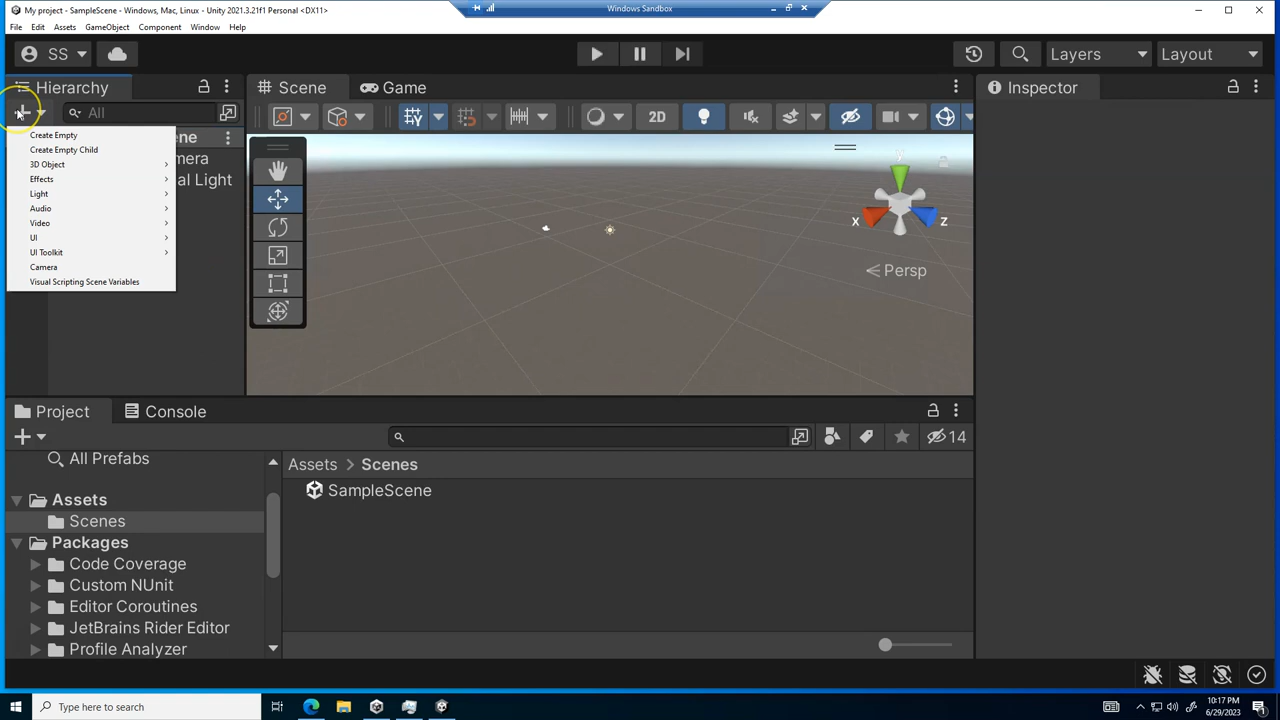 My project - SampleScene - Windows, Mac, Linux - Unity 2021.3.21f1 Personal <DX11>
Windows Sandbox
File Edit Assets GameObject Component Window Help
SS
Layers
Layout
Hierarchy
Scene
Game
Inspector
All
2D
ne
mera
al Light
Create Empty
Create Empty Child
3D Object
Effects
Light
Audio
Video
UI
UI Toolkit
Camera
Visual Scripting Scene Variables
y
x
z
Persp
Project
Console
14
All Prefabs
Assets
Scenes
Packages
Code Coverage
Custom NUnit
Editor Coroutines
JetBrains Rider Editor
Profile Analyzer
Assets > Scenes
SampleScene
Type here to search
10:17 PM
6/29/2023
1